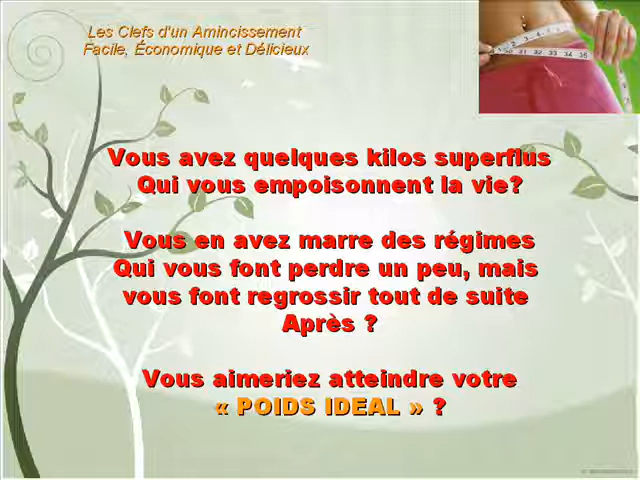 Les Clefs d'un Amincissement
Facile, Économique et Délicieux
Vous avez quelques kilos superflus
Qui vous empoisonnent la vie?
Vous en avez marre des régimes
Qui vous font perdre un peu, mais
vous font regrossir tout de suite
Après ?
Vous aimeriez atteindre votre
« POIDS IDEAL » ?